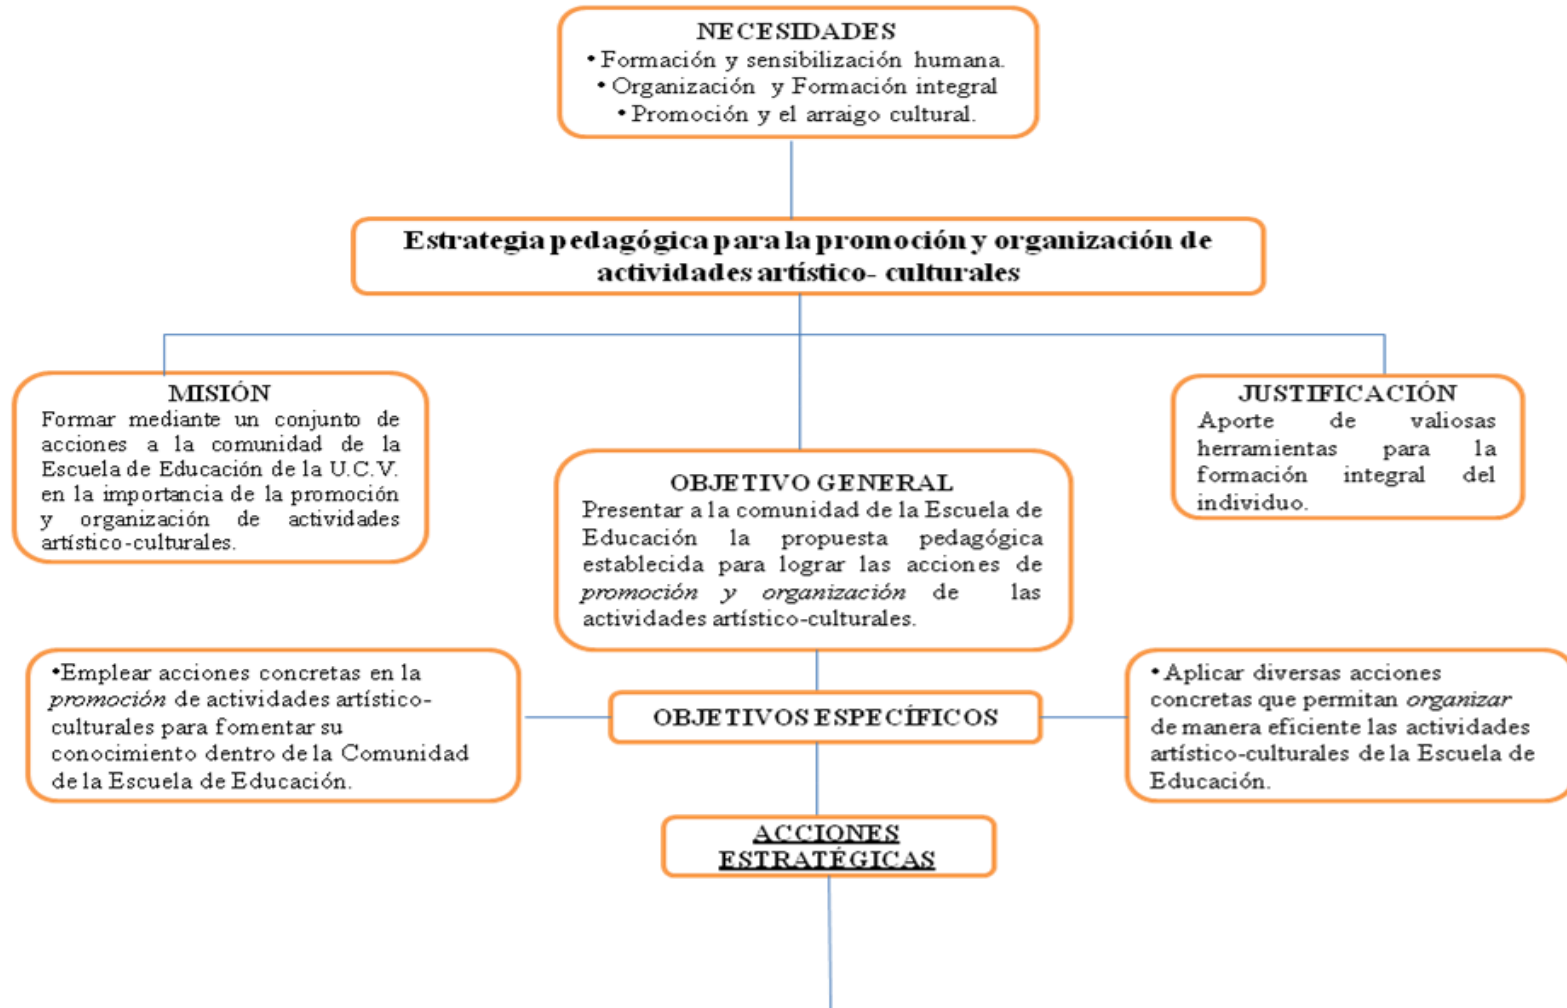 NECESIDADES
• Formación y sensibilización humana.
• Organización y Formación integral
• Promoción y el arraigo cultural.
Estrategia pedagógica para la promoción y organización de
actividades artístico- culturales
MISIÓN
Formar mediante un conjunto de
acciones a la comunidad de la
Escuela de Educación de la U.C.V.
en la importancia de la promoción
y organización de actividades
artístico-culturales.
OBJETIVO GENERAL
Presentar a la comunidad de la Escuela de
Educación la propuesta pedagógica
establecida para lograr las acciones de
promoción y organización de las
actividades artístico-culturales.
JUSTIFICACIÓN
Aporte de valiosas
herramientas para la
formación integral del
individuo.
•Emplear acciones concretas en la
promoción de actividades artístico-
culturales para fomentar su
conocimiento dentro de la Comunidad
de la Escuela de Educación.
OBJETIVOS ESPECÍFICOS
• Aplicar diversas acciones
concretas que permitan organizar
de manera eficiente las actividades
artístico-culturales de la Escuela de
Educación.
ACCIONES
ESTRATÉGICAS